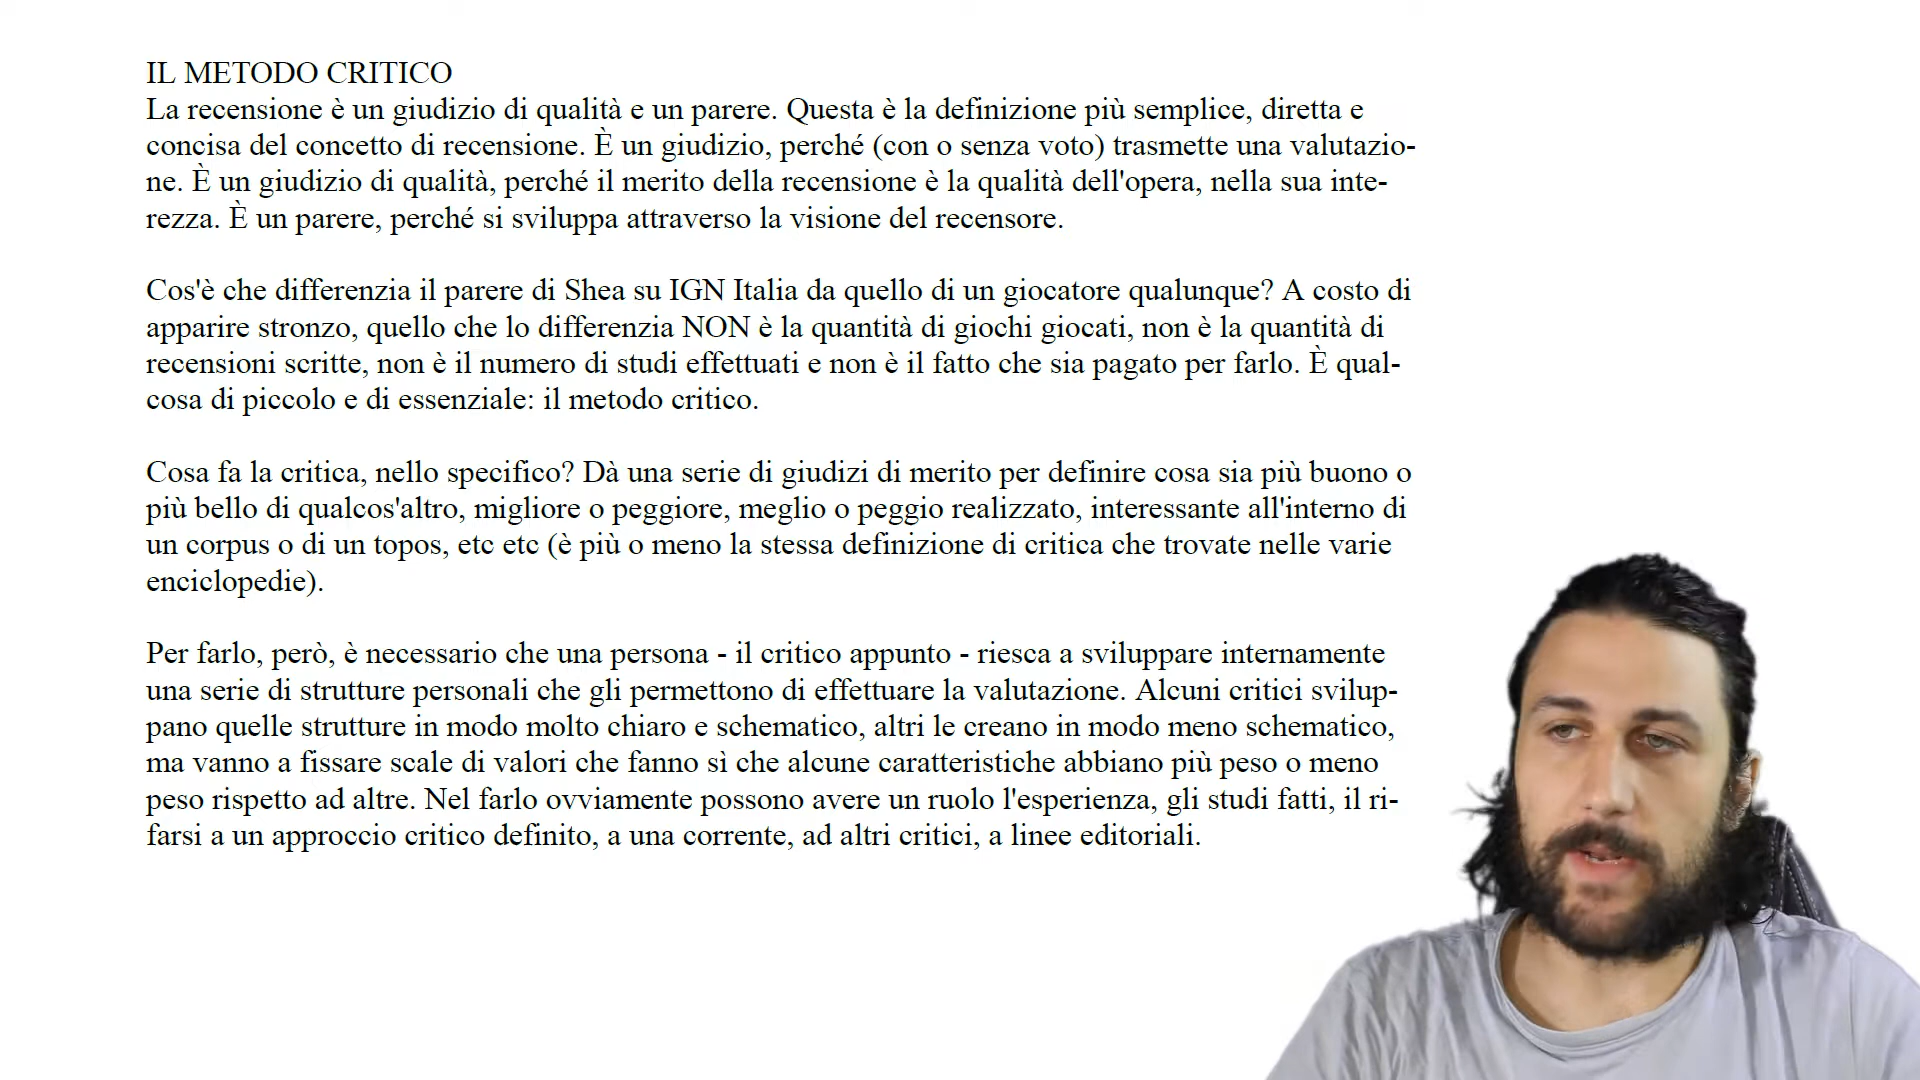 IL METODO CRITICO
La recensione è un giudizio di qualità e un parere. Questa è la definizione più semplice, diretta e
concisa del concetto di recensione. È un giudizio, perché (con o senza voto) trasmette una valutazio-
ne. È un giudizio di qualità, perché il merito della recensione è la qualità dell'opera, nella sua inte-
rezza. È un parere, perché si sviluppa attraverso la visione del recensore.
Cos'è che differenzia il parere di Shea su IGN Italia da quello di un giocatore qualunque? A costo di
apparire stronzo, quello che lo differenzia NON è la quantità di giochi giocati, non è la quantità di
recensioni scritte, non è il numero di studi effettuati e non è il fatto che sia pagato per farlo. È qual-
cosa di piccolo e di essenziale: il metodo critico.
Cosa fa la critica, nello specifico? Dà una serie di giudizi di merito per definire cosa sia più buono o
più bello di qualcos'altro, migliore o peggiore, meglio o peggio realizzato, interessante all'interno di
un corpus o di un topos, etc etc (è più o meno la stessa definizione di critica che trovate nelle varie
enciclopedie).
Per farlo, però, è necessario che una persona - il critico appunto - riesca a sviluppare internamente
una serie di strutture personali che gli permettono di effettuare la valutazione. Alcuni critici svilup-
pano quelle strutture in modo molto chiaro e schematico, altri le creano in modo meno schematico,
ma vanno a fissare scale di valori che fanno sì che alcune caratteristiche abbiano più peso o meno
peso rispetto ad altre. Nel farlo ovviamente possono avere un ruolo l'esperienza, gli studi fatti, il ri-
farsi a un approccio critico definito, a una corrente, ad altri critici, a linee editoriali.